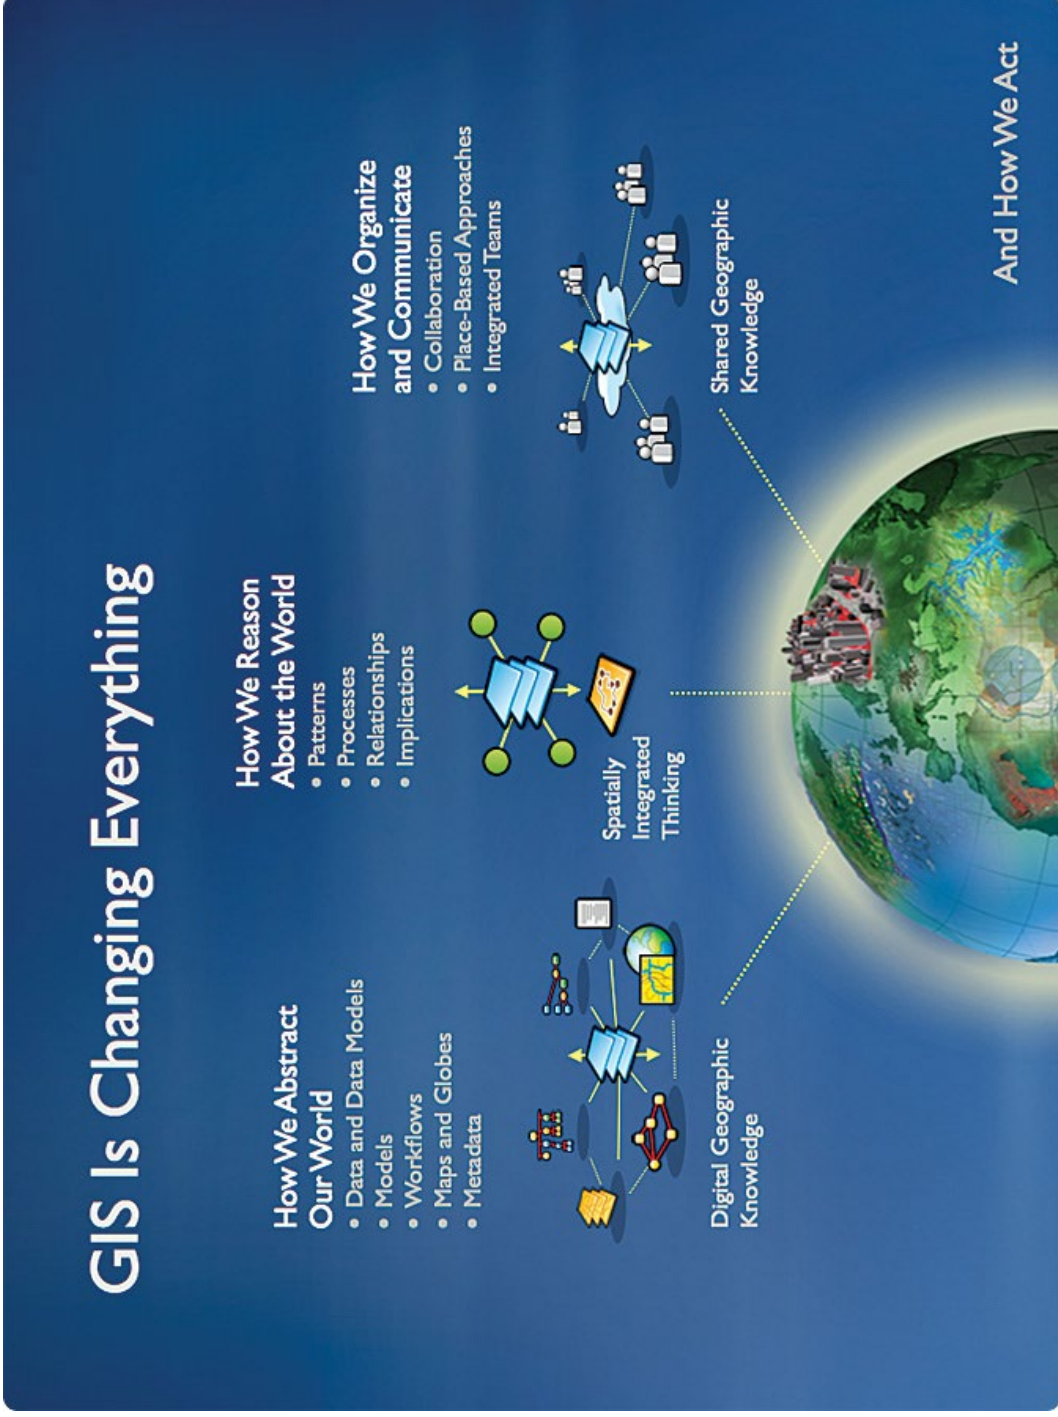 GIS Is Changing Everything
How We Abstract
Our World
• Data and Data Models
• Models
• Workflows
• Maps and Globes
• Metadata
Digital Geographic
Knowledge
How We Reason
About the World
• Patterns
• Processes
• Relationships
• Implications
Spatially
Integrated
Thinking
How We Organize
and Communicate
• Collaboration
• Place-Based Approaches
• Integrated Teams
Shared Geographic
Knowledge
And How We Act